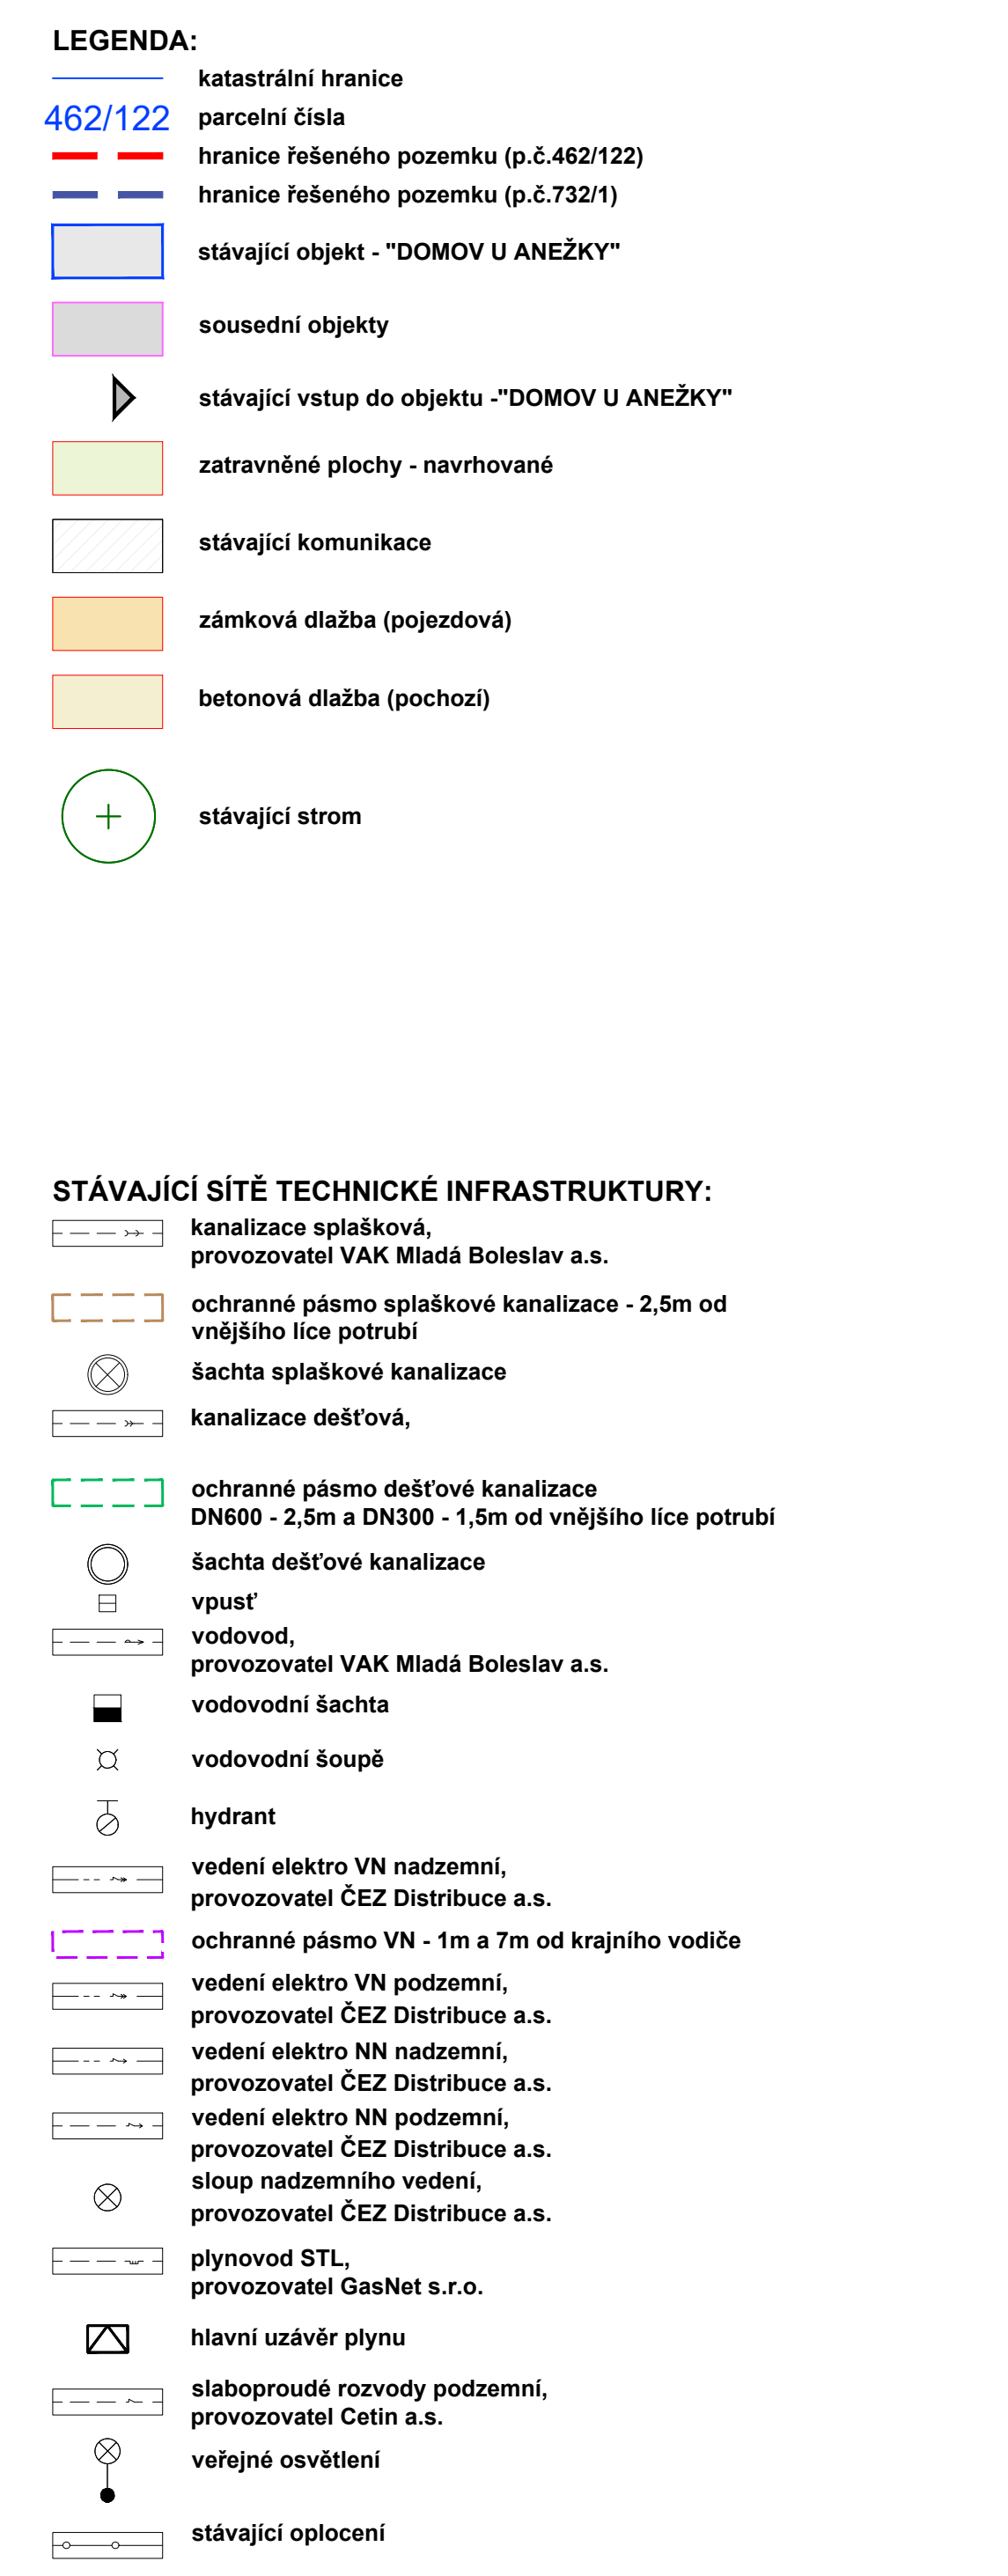 LEGENDA:
katastrální hranice
462/122 parcelní čísla
hranice řešeného pozemku (p.č.462/122)
hranice řešeného pozemku (p.č.732/1)
stávající objekt - "DOMOV U ANEŽKY"
sousední objekty
stávající vstup do objektu -"DOMOV U ANEŽKY"
zatravněné plochy - navrhované
stávající komunikace
zámková dlažba (pojezdová)
betonová dlažba (pochozí)
stávající strom
STÁVAJÍCÍ SÍTĚ TECHNICKÉ INFRASTRUKTURY:
kanalizace splašková,
provozovatel VAK Mladá Boleslav a.s.
ochranné pásmo splaškové kanalizace - 2,5m od
vnějšího líce potrubí
šachta splaškové kanalizace
kanalizace dešťová,
ochranné pásmo dešťové kanalizace
DN600 - 2,5m a DN300 - 1,5m od vnějšího líce potrubí
šachta dešťové kanalizace
vpusť
vodovod,
provozovatel VAK Mladá Boleslav a.s.
vodovodní šachta
vodovodní šoupě
hydrant
vedení elektro VN nadzemní,
provozovatel ČEZ Distribuce a.s.
ochranné pásmo VN - 1m a 7m od krajního vodiče
vedení elektro VN podzemní,
provozovatel ČEZ Distribuce a.s.
vedení elektro NN nadzemní,
provozovatel ČEZ Distribuce a.s.
vedení elektro NN podzemní,
provozovatel ČEZ Distribuce a.s.
sloup nadzemního vedení,
provozovatel ČEZ Distribuce a.s.
plynovod STL,
provozovatel GasNet s.r.o.
hlavní uzávěr plynu
slaboproudé rozvody podzemní,
provozovatel Cetin a.s.
veřejné osvětlení
stávající oplocení